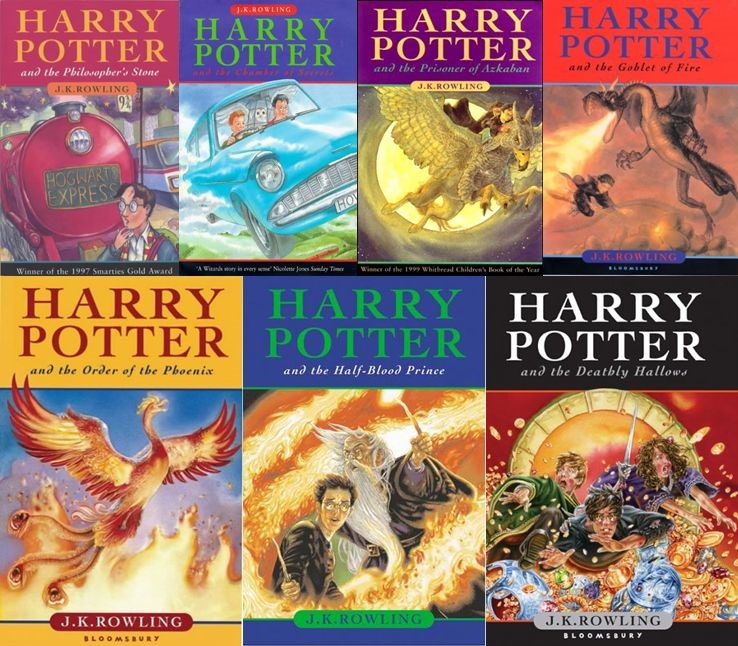 HARRY
POTTER
and the Philosopher's Stone
J.K.ROWLING
9¾
HOGWARTS
EXPRESS
Winner of the 1997 Smarties Gold Award
J.K.ROWLING
HARRY
POTTER
and the Chamber of Secrets
HOV
'A Wizards story in every sense' Nicolette Jones Sunday Times
HARRY
POTTER
and the Prisoner of Azkaban
J.K.ROWLING
Winner of the 1999 Whitbread Children's Book of the Year
HARRY
POTTER
and the Goblet of Fire
J.K.ROWLING
BLOOMSBURY
HARRY
POTTER
and the Order of the Phoenix
J.K.ROWLING
BLOOMSBURY
HARRY
POTTER
and the Half-Blood Prince
J.K.ROWLING
HARRY
POTTER
and the Deathly Hallows
J.K.ROWLING
BLOOMSBURY